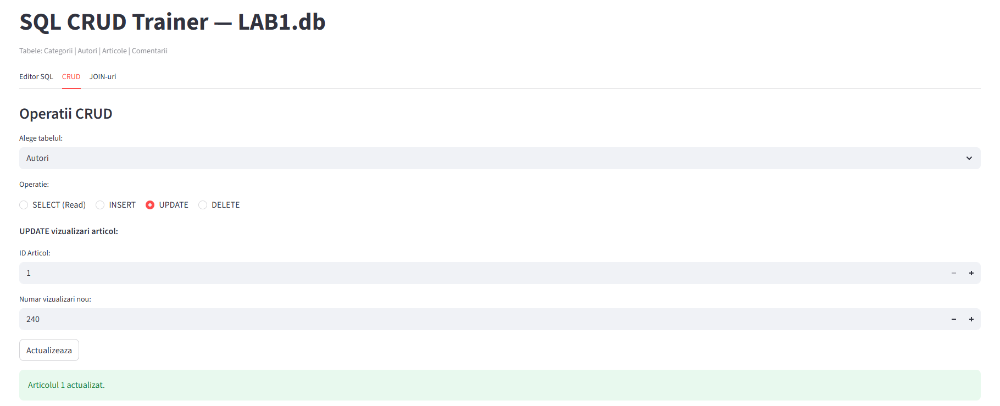 SQL CRUD Trainer — LAB1.db
Tabele: Categorii | Autori | Articole | Comentarii
Editor SQL CRUD JOIN-uri
Operatii CRUD
Alege tabelul:
Autori
Operatie:
SELECT (Read) INSERT UPDATE DELETE
UPDATE vizualizari articol:
ID Articol:
1
Numar vizualizari nou:
240
Actualizeaza
Articolul 1 actualizat.